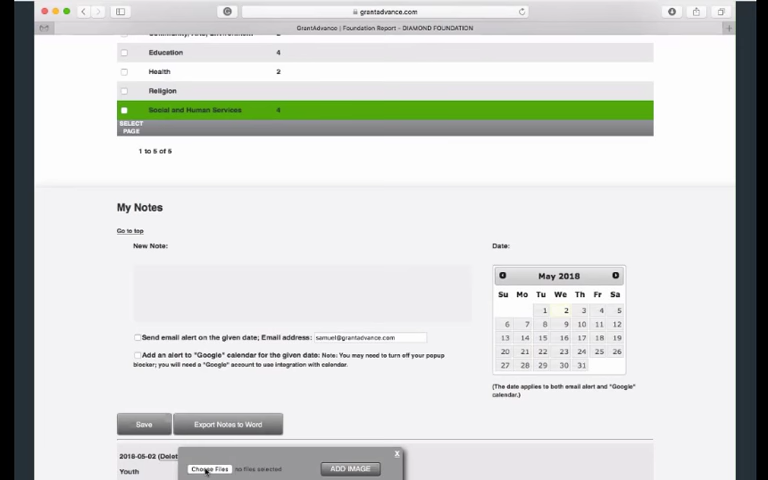 grantadvance.com
GrantAdvance | Foundation Report - DIAMOND FOUNDATION
Education 4
Health 2
Religion
Social and Human Services 4
SELECT
PAGE
1 to 5 of 5
My Notes
Go to top
New Note:
Date:
May 2018
Su Mo Tu We Th Fr Sa
1 2 3 4 5
6 7 8 9 10 11 12
13 14 15 16 17 18 19
20 21 22 23 24 25 26
27 28 29 30 31
Send email alert on the given date; Email address: samuel@grantadvance.com
Add an alert to "Google" calendar for the given date: Note: You may need to turn off your popup
blocker; you will need a "Google" account to use integration with calendar.
(The date applies to both email alert and "Google"
calendar.)
Save Export Notes to Word
2018-05-02 (Delet
X
Youth
Choose Files no files selected ADD IMAGE